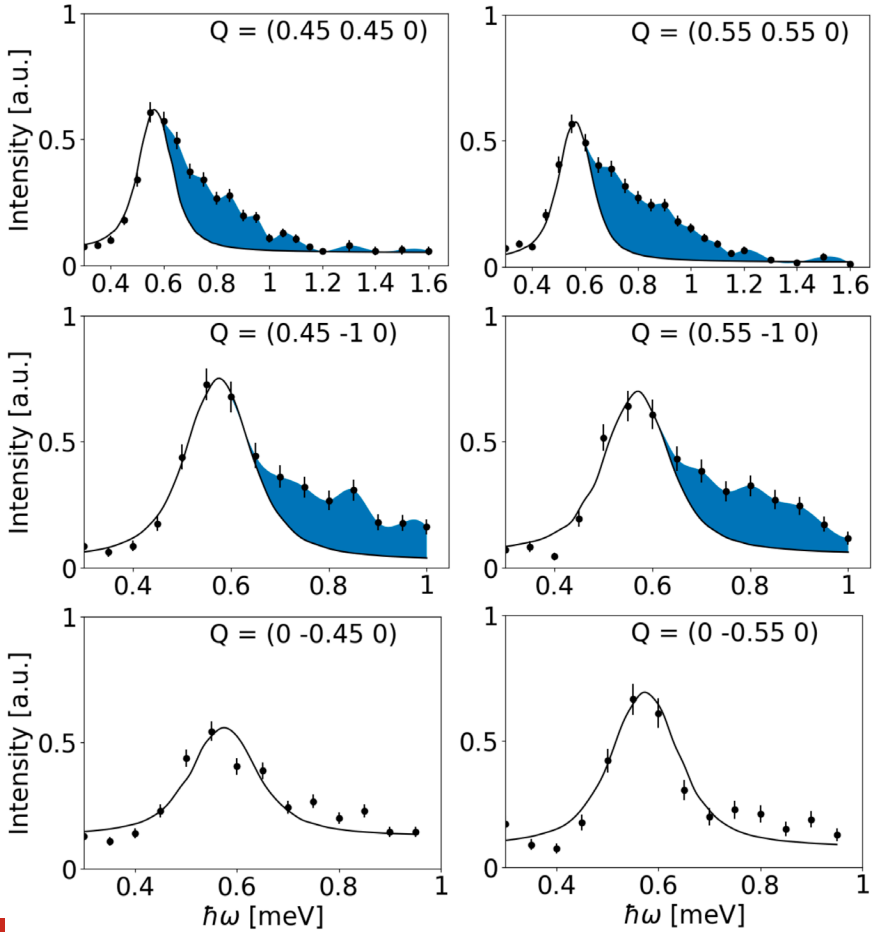 Q = (0.45 0.45 0)
Intensity [a.u.]
1
0.5
0
0.4 0.6 0.8 1 1.2 1.4 1.6
Q = (0.55 0.55 0)
1
0.5
0
0.4 0.6 0.8 1 1.2 1.4 1.6
Q = (0.45 -1 0)
Intensity [a.u.]
1
0.5
0
0.4 0.6 0.8 1
Q = (0.55 -1 0)
1
0.5
0
0.4 0.6 0.8 1
Q = (0 -0.45 0)
Intensity [a.u.]
1
0.5
0
0.4 0.6 0.8 1
ℏω [meV]
Q = (0 -0.55 0)
1
0.5
0
0.4 0.6 0.8 1
ℏω [meV]